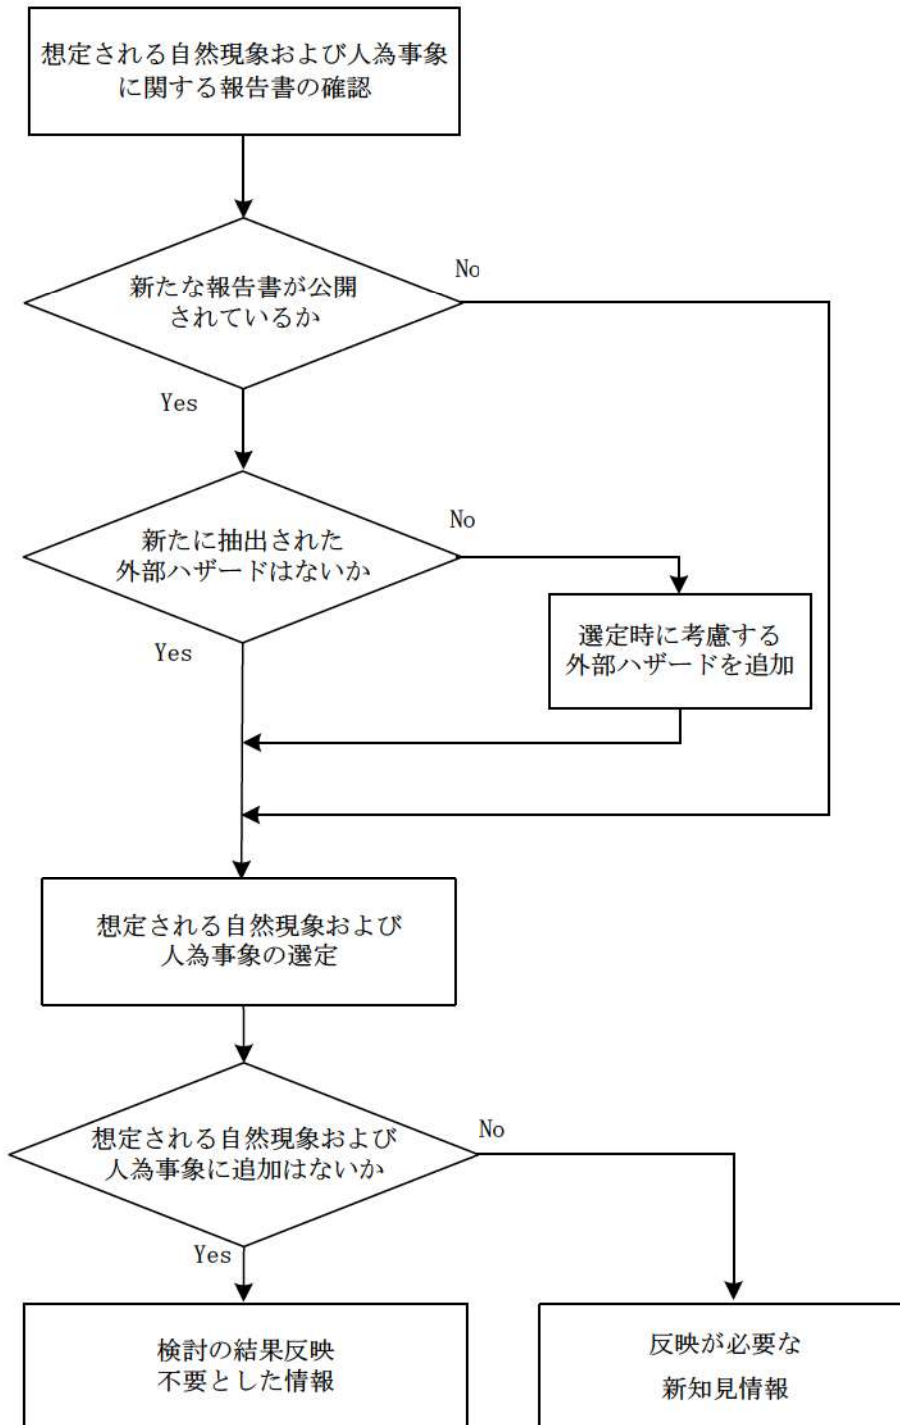 想定される自然現象および人為事象
に関する報告書の確認
新たな報告書が公開
されているか
No
Yes
新たに抽出された
外部ハザードはないか
No
Yes
選定時に考慮する
外部ハザードを追加
想定される自然現象および
人為事象の選定
想定される自然現象および
人為事象に追加はないか
No
Yes
検討の結果反映
不要とした情報
反映が必要な
新知見情報